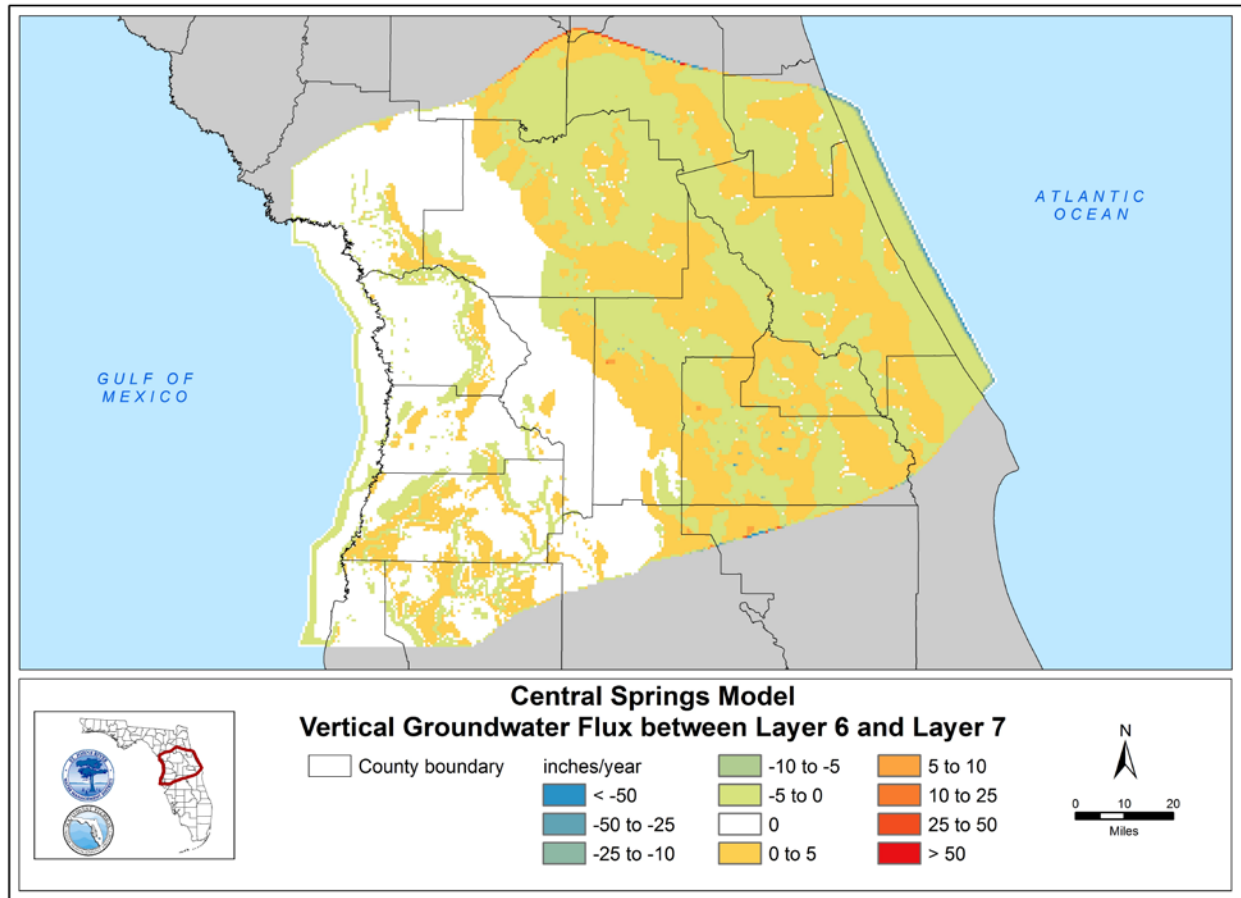 ATLANTIC
OCEAN
GULF OF
MEXICO
Central Springs Model
Vertical Groundwater Flux between Layer 6 and Layer 7
County boundary
inches/year
< -50
-50 to -25
-25 to -10
-10 to -5
-5 to 0
0
0 to 5
5 to 10
10 to 25
25 to 50
> 50
N
0 10 20
Miles